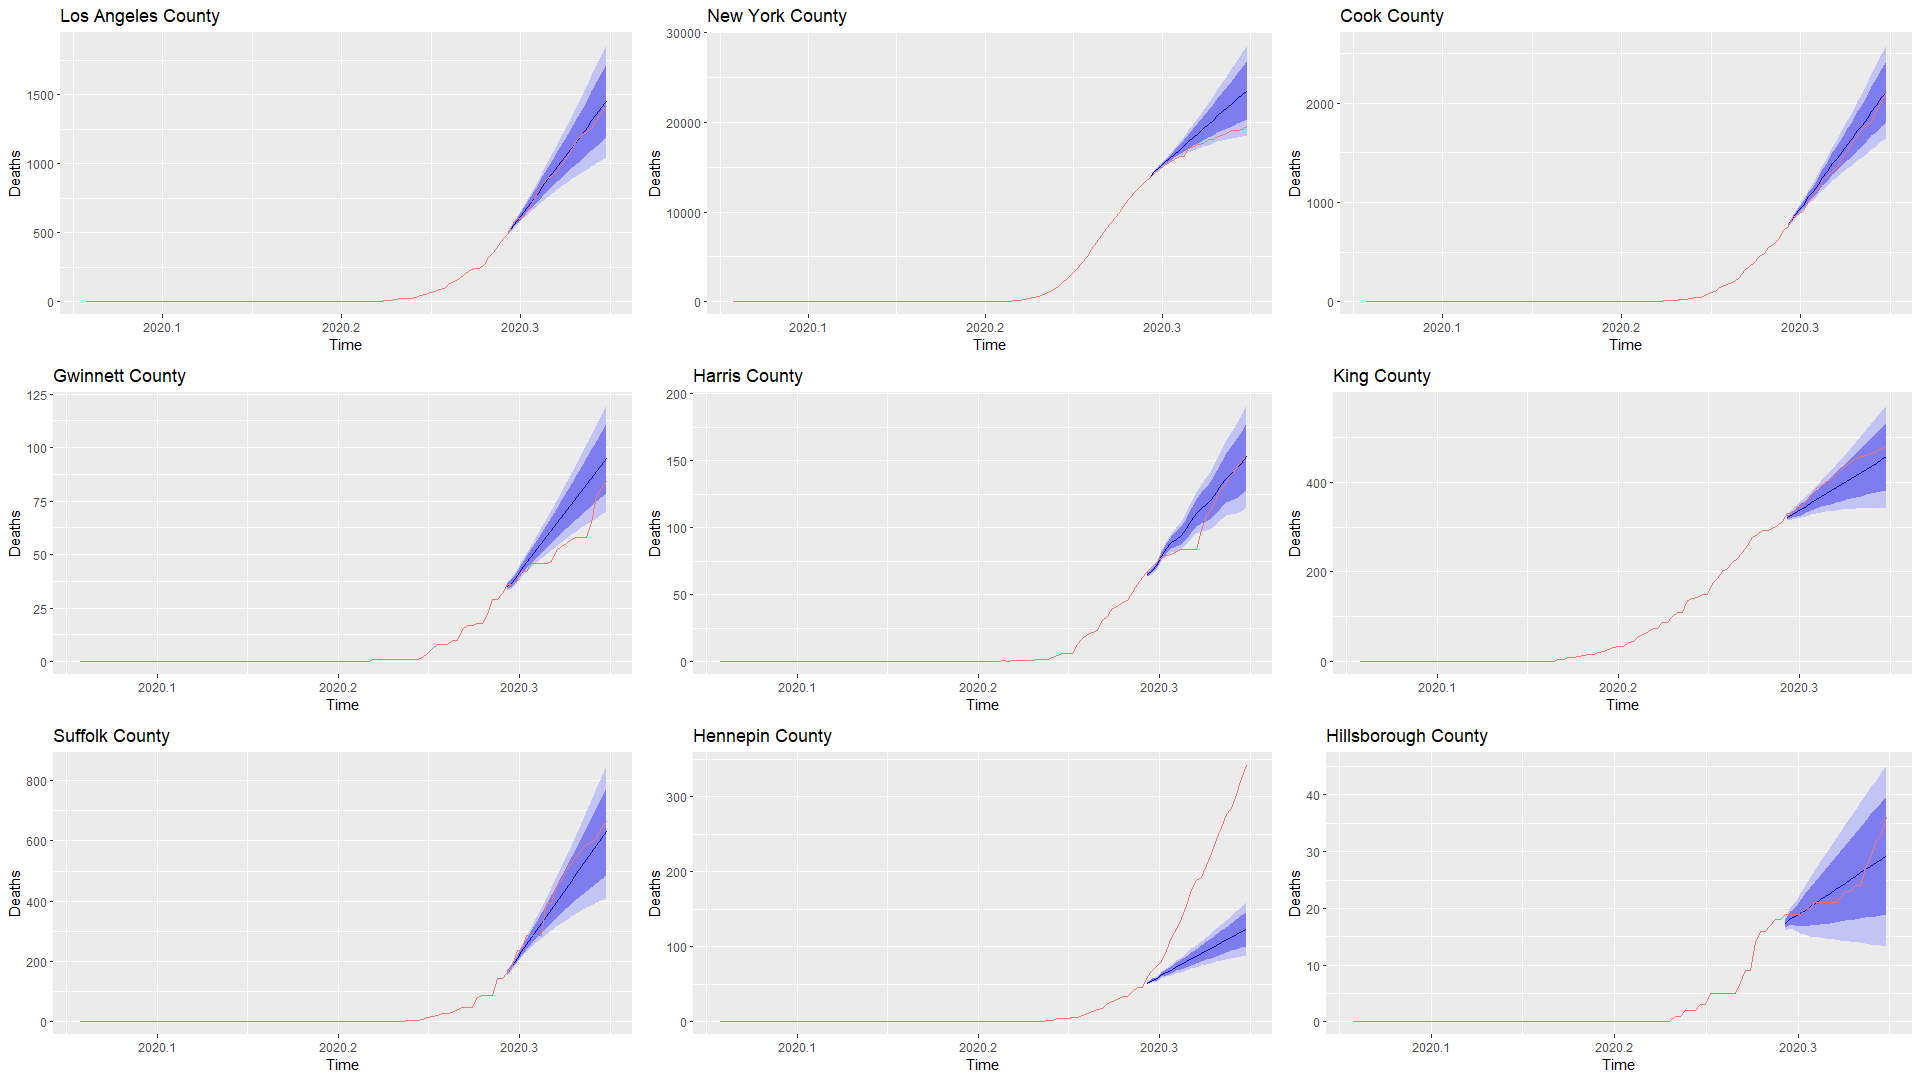 Los Angeles County
Deaths
1500
1000
500
0
2020.1 2020.2 2020.3
Time
New York County
Deaths
30000
20000
10000
0
2020.1 2020.2 2020.3
Time
Cook County
Deaths
2000
1000
0
2020.1 2020.2 2020.3
Time
Gwinnett County
Deaths
125
100
75
50
25
0
2020.1 2020.2 2020.3
Time
Harris County
Deaths
200
150
100
50
0
2020.1 2020.2 2020.3
Time
King County
Deaths
400
200
0
2020.1 2020.2 2020.3
Time
Suffolk County
Deaths
800
600
400
200
0
2020.1 2020.2 2020.3
Time
Hennepin County
Deaths
300
200
100
0
2020.1 2020.2 2020.3
Time
Hillsborough County
Deaths
40
30
20
10
0
2020.1 2020.2 2020.3
Time